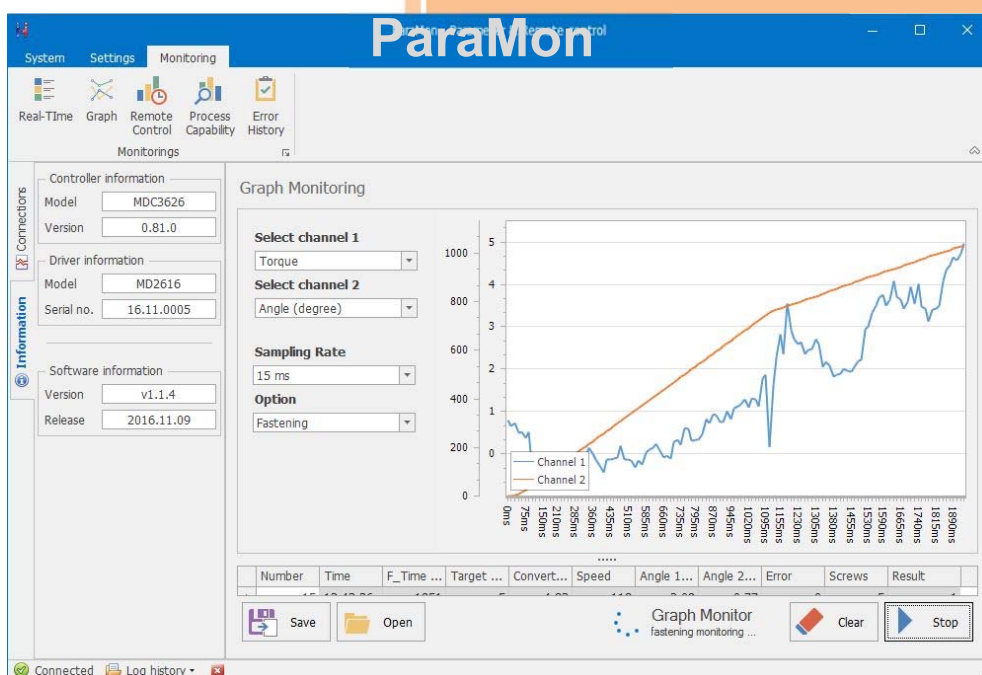 ParaMon
System Settings Monitoring
Real-TIme Graph Remote Control Process Capability Error History
Monitorings
Connections
Information
Controller information
Model MDC3626
Version 0.81.0
Driver information
Model MD2616
Serial no. 16.11.0005
Software information
Version v1.1.4
Release 2016.11.09
Graph Monitoring
Select channel 1
Torque
Select channel 2
Angle (degree)
Sampling Rate
15 ms
Option
Fastening
1000
800
600
400
200
0
5
4
3
2
1
0
Channel 1
Channel 2
0ms 75ms 150ms 210ms 285ms 360ms 435ms 510ms 585ms 660ms 735ms 795ms 870ms 945ms 1020ms 1095ms 1155ms 1230ms 1305ms 1380ms 1455ms 1530ms 1590ms 1665ms 1740ms 1815ms 1890ms
.....
Number Time F_Time ... Target ... Convert... Speed Angle 1... Angle 2... Error Screws Result
Save Open Graph Monitor Clear Stop
fastening monitoring ...
Connected Log history